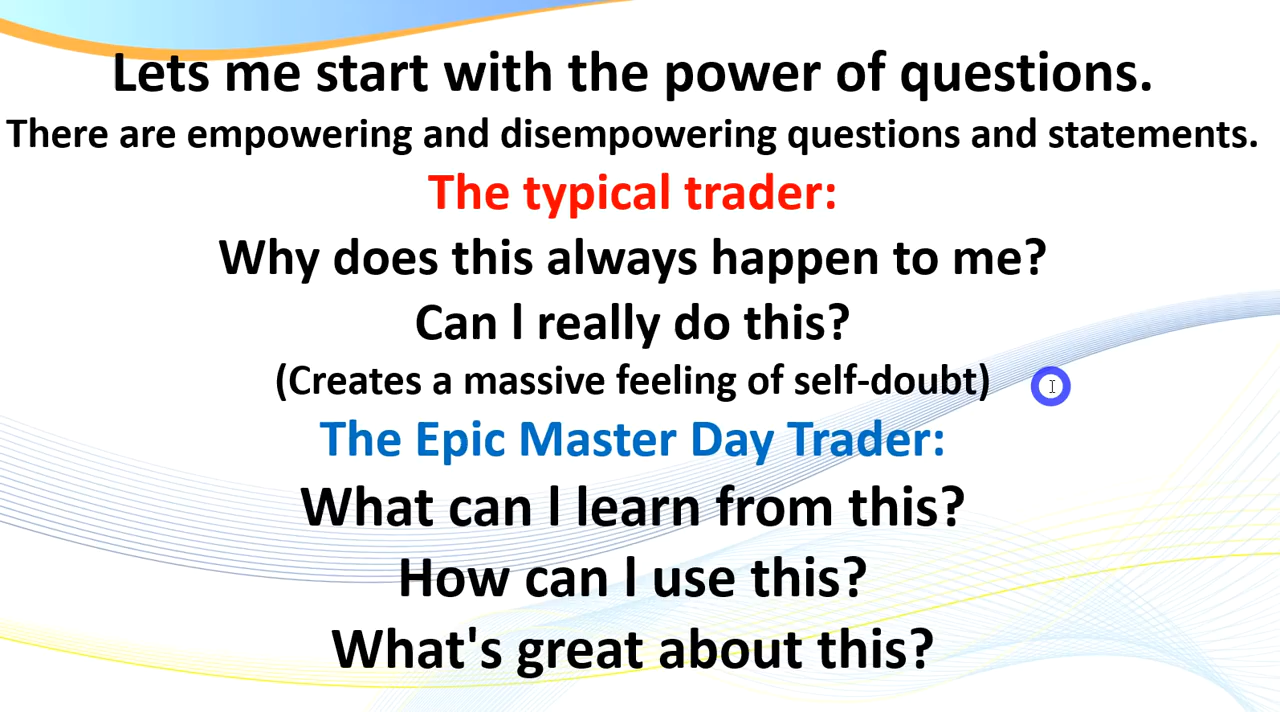 Lets me start with the power of questions.
There are empowering and disempowering questions and statements.
The typical trader:
Why does this always happen to me?
Can I really do this?
(Creates a massive feeling of self-doubt)
The Epic Master Day Trader:
What can I learn from this?
How can I use this?
What's great about this?